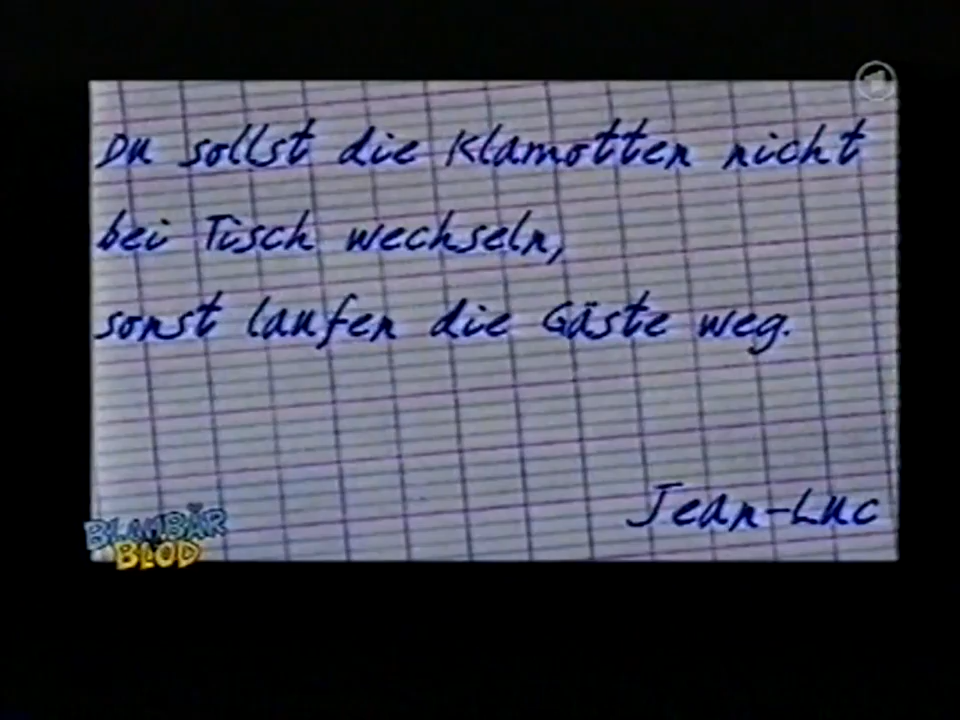 Du sollst die Klamotten nicht
bei Tisch wechseln,
sonst laufen die Gäste weg.
Jean-Luc
BLAUBÄR
BLÖD